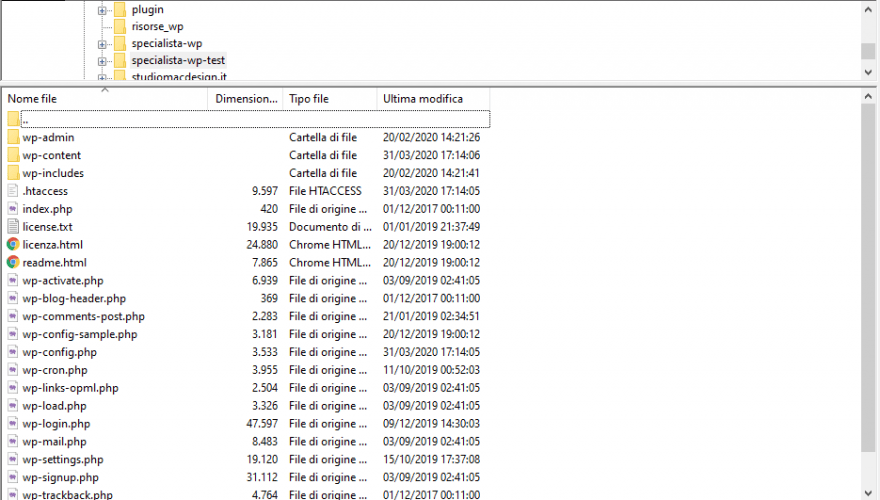 plugin
risorse_wp
specialista-wp
specialista-wp-test
studiomacdesign.it
Nome file Dimension... Tipo file Ultima modifica
..
wp-admin Cartella di file 20/02/2020 14:21:26
wp-content Cartella di file 31/03/2020 17:14:06
wp-includes Cartella di file 20/02/2020 14:21:41
.htaccess 9.597 File HTACCESS 31/03/2020 17:14:05
index.php 420 File di origine ... 01/12/2017 00:11:00
license.txt 19.935 Documento di ... 01/01/2019 21:37:49
licenza.html 24.880 Chrome HTML... 20/12/2019 19:00:12
readme.html 7.865 Chrome HTML... 20/12/2019 19:00:12
wp-activate.php 6.939 File di origine ... 03/09/2019 02:41:05
wp-blog-header.php 369 File di origine ... 01/12/2017 00:11:00
wp-comments-post.php 2.283 File di origine ... 21/01/2019 02:34:51
wp-config-sample.php 3.181 File di origine ... 20/12/2019 19:00:12
wp-config.php 3.533 File di origine ... 31/03/2020 17:14:05
wp-cron.php 3.955 File di origine ... 11/10/2019 00:52:03
wp-links-opml.php 2.504 File di origine ... 03/09/2019 02:41:05
wp-load.php 3.326 File di origine ... 03/09/2019 02:41:05
wp-login.php 47.597 File di origine ... 09/12/2019 14:30:03
wp-mail.php 8.483 File di origine ... 03/09/2019 02:41:05
wp-settings.php 19.120 File di origine ... 15/10/2019 17:37:08
wp-signup.php 31.112 File di origine ... 03/09/2019 02:41:05
wp-trackback.php 4.764 File di origine ... 01/12/2017 00:11:00